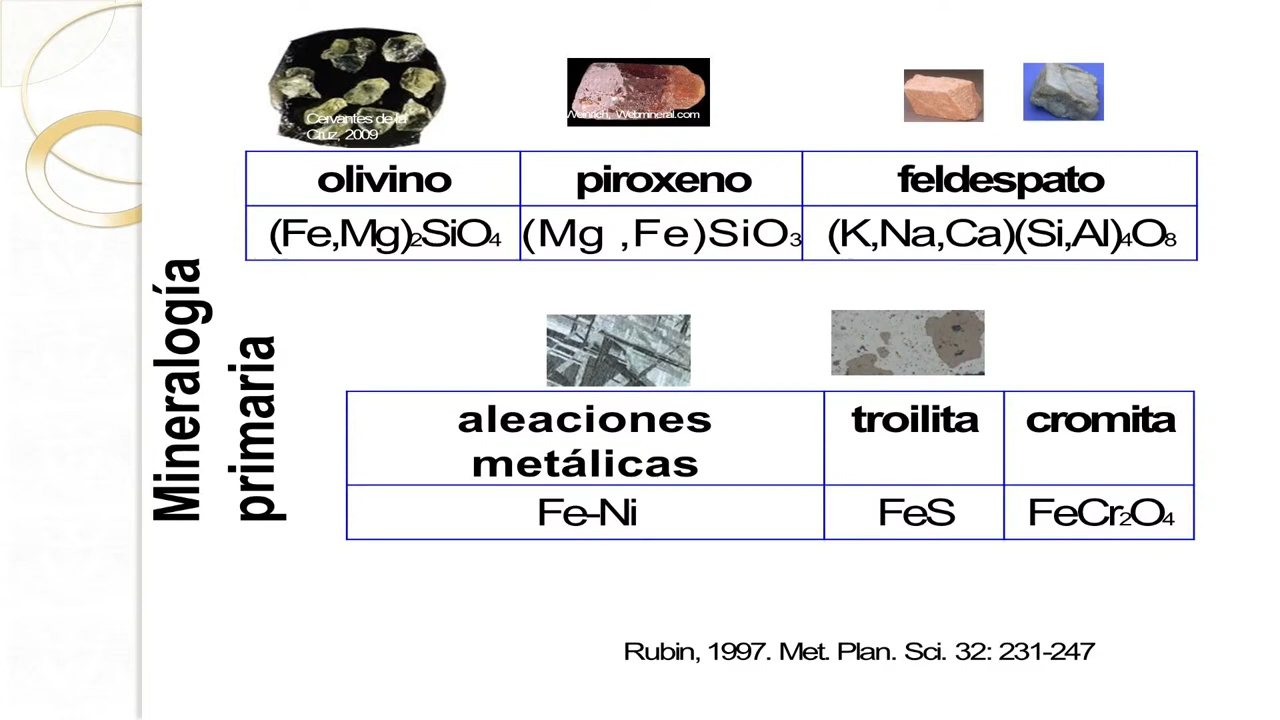 Cervantes de la
Cruz, 2009
Weinrich, Webmineral.com
olivino piroxeno feldespato
(Fe,Mg)₂SiO₄ (Mg ,Fe)SiO₃ (K,Na,Ca)(Si,Al)₄O₈
Mineralogía
primaria
aleaciones troilita cromita
metálicas
Fe-Ni FeS FeCr₂O₄
Rubin, 1997. Met. Plan. Sci. 32: 231-247